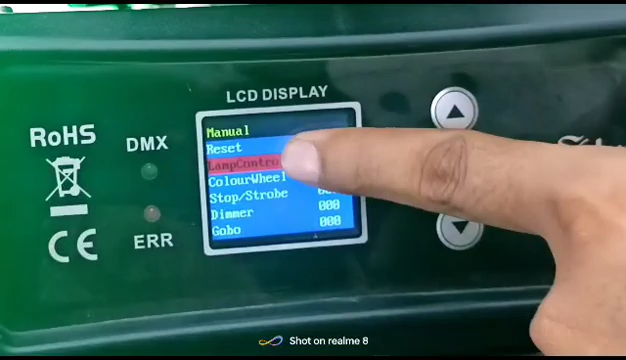 LCD DISPLAY
RoHS
DMX
ERR
CE
Manual
Reset
LampContro
ColourWheel
Stop/Strobe
Dimmer 000
Gobo 000
Shot on realme 8